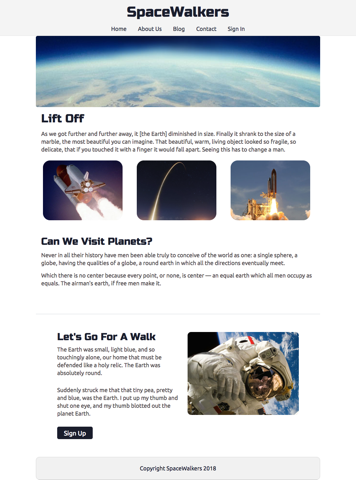 SpaceWalkers
Home About Us Blog Contact Sign In
Lift Off
As we got further and further away, it [the Earth] diminished in size. Finally it shrank to the size of a
marble, the most beautiful you can imagine. That beautiful, warm, living object looked so fragile, so
delicate, that if you touched it with a finger it would fall apart. Seeing this has to change a man.
Can We Visit Planets?
Never in all their history have men been able truly to conceive of the world as one: a single sphere, a
globe, having the qualities of a globe, a round earth in which all the directions eventually meet.
Which there is no center because every point, or none, is center — an equal earth which all men occupy as
equals. The airman's earth, if free men make it.
Let's Go For A Walk
The Earth was small, light blue, and so
touchingly alone, our home that must be
defended like a holy relic. The Earth was
absolutely round.
Suddenly struck me that that tiny pea, pretty
and blue, was the Earth. I put up my thumb and
shut one eye, and my thumb blotted out the
planet Earth.
Sign Up
Copyright SpaceWalkers 2018